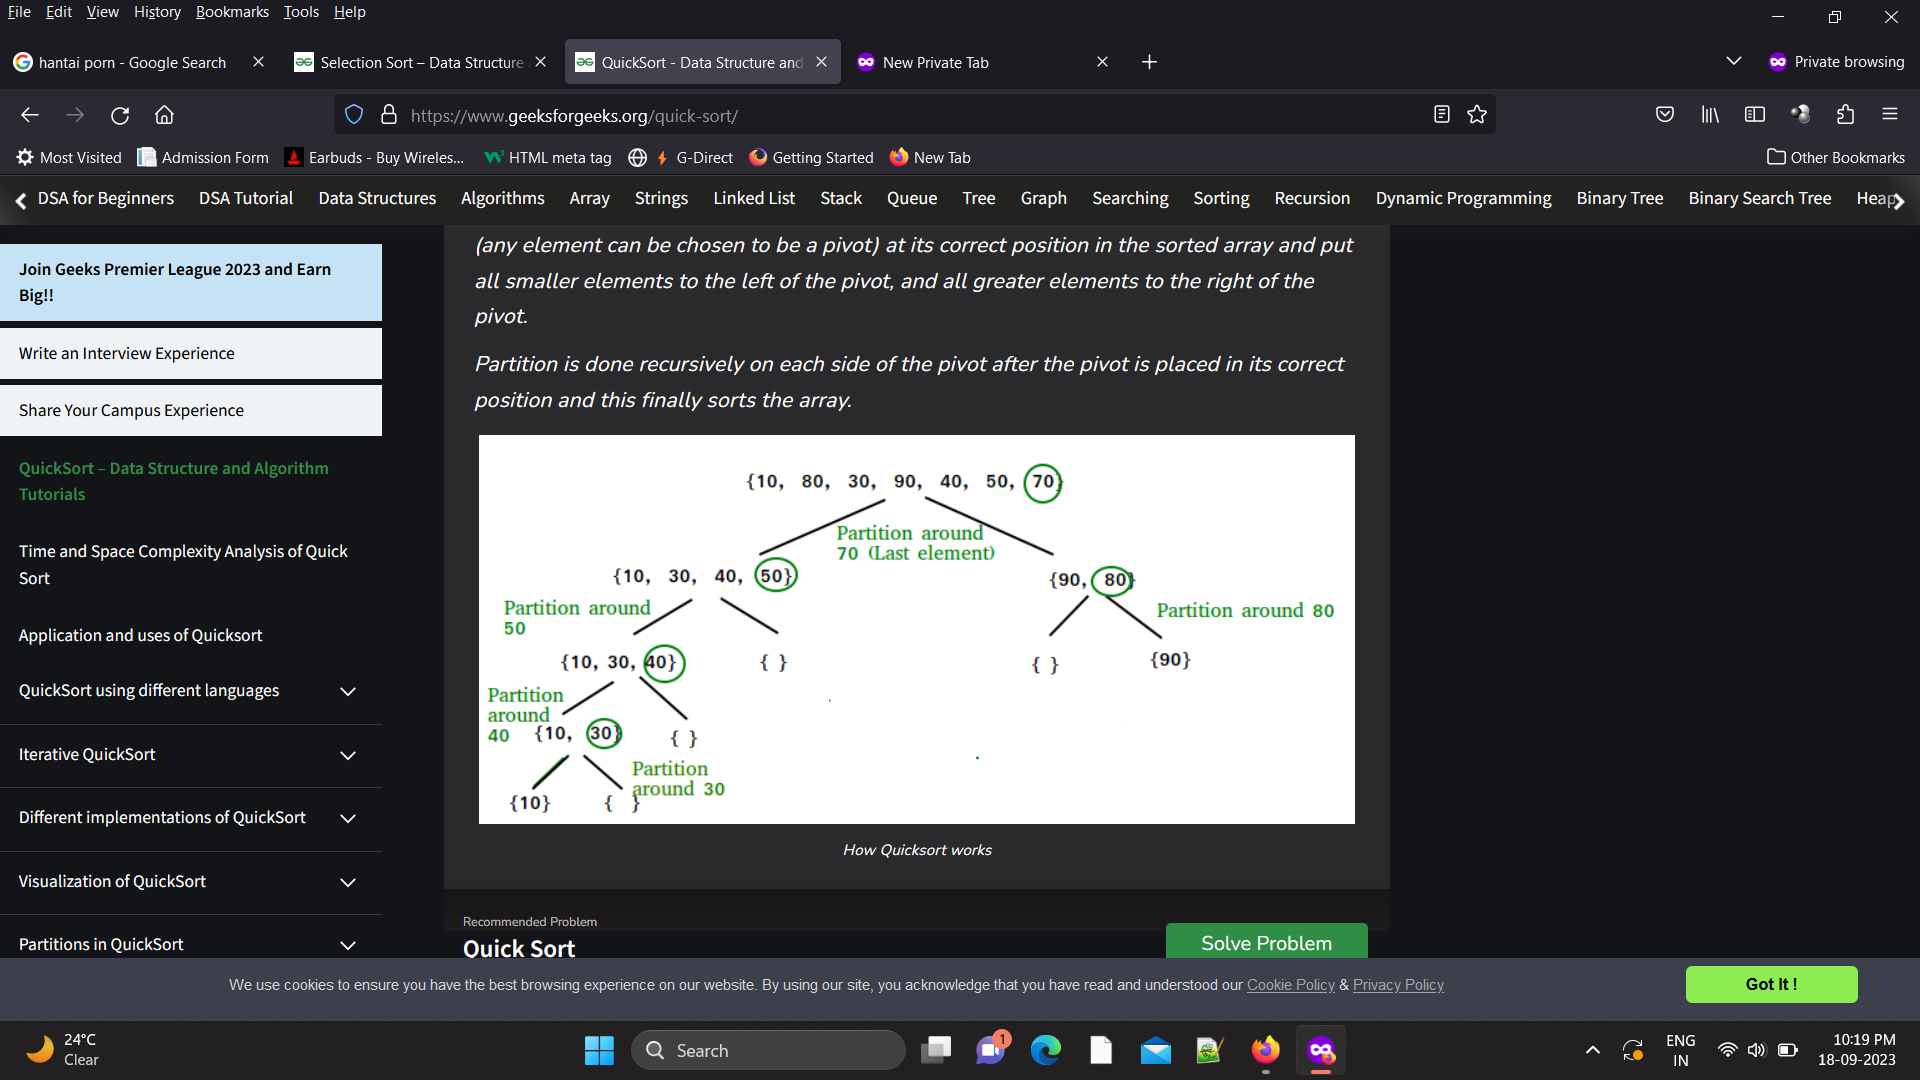 File Edit View History Bookmarks Tools Help
hantai porn - Google Search
Selection Sort – Data Structure
QuickSort - Data Structure and
New Private Tab
Private browsing
https://www.geeksforgeeks.org/quick-sort/
Most Visited Admission Form Earbuds - Buy Wireles... HTML meta tag G-Direct Getting Started New Tab Other Bookmarks
DSA for Beginners DSA Tutorial Data Structures Algorithms Array Strings Linked List Stack Queue Tree Graph Searching Sorting Recursion Dynamic Programming Binary Tree Binary Search Tree Heap
Join Geeks Premier League 2023 and Earn
Big!!
Write an Interview Experience
Share Your Campus Experience
QuickSort – Data Structure and Algorithm
Tutorials
Time and Space Complexity Analysis of Quick
Sort
Application and uses of Quicksort
QuickSort using different languages
Iterative QuickSort
Different implementations of QuickSort
Visualization of QuickSort
Partitions in QuickSort
(any element can be chosen to be a pivot) at its correct position in the sorted array and put
all smaller elements to the left of the pivot, and all greater elements to the right of the
pivot.
Partition is done recursively on each side of the pivot after the pivot is placed in its correct
position and this finally sorts the array.
{10, 80, 30, 90, 40, 50, 70}
Partition around
70 (Last element)
{10, 30, 40, 50}
{90, 80}
Partition around
50
Partition around 80
{10, 30, 40}
{ }
{ }
{90}
Partition
around
40
{10, 30}
{ }
Partition
around 30
{10}
{ }
How Quicksort works
Recommended Problem
Quick Sort
Solve Problem
We use cookies to ensure you have the best browsing experience on our website. By using our site, you acknowledge that you have read and understood our Cookie Policy & Privacy Policy
Got It !
24°C
Clear
Search
1
ENG
IN
10:19 PM
18-09-2023